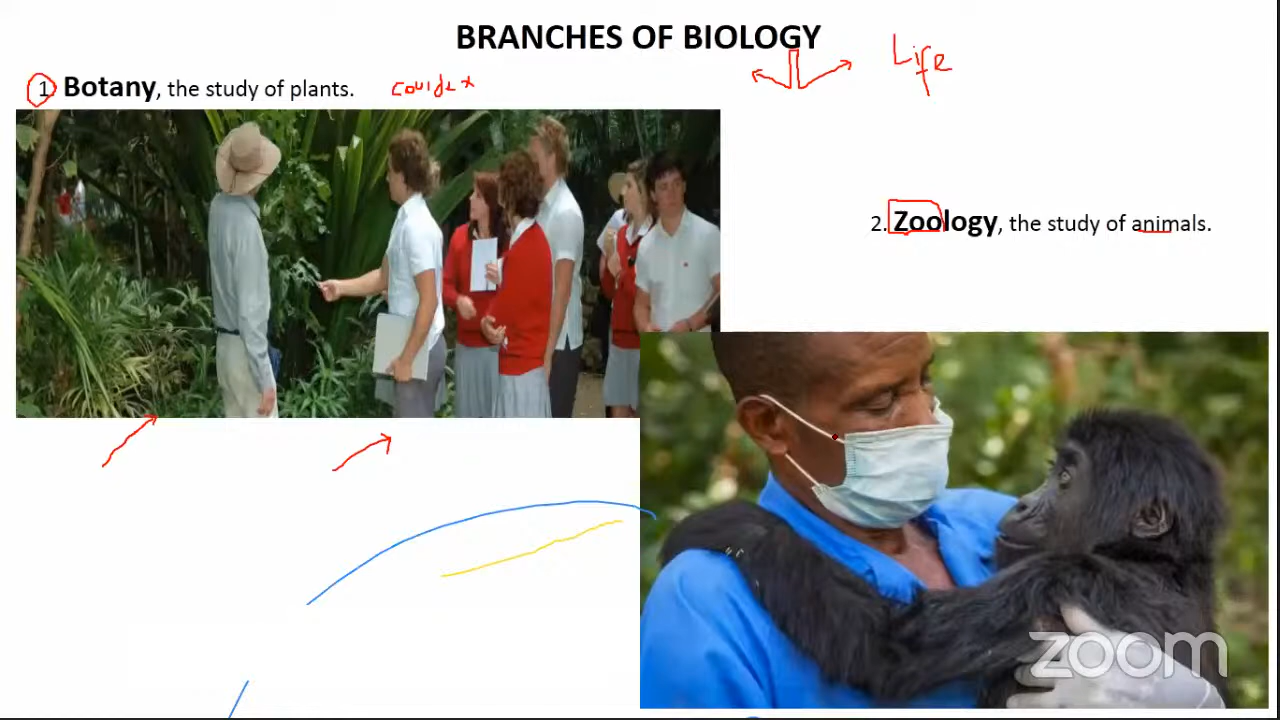 BRANCHES OF BIOLOGY
Life
1. Botany, the study of plants.
2. Zoology, the study of animals.
zoom